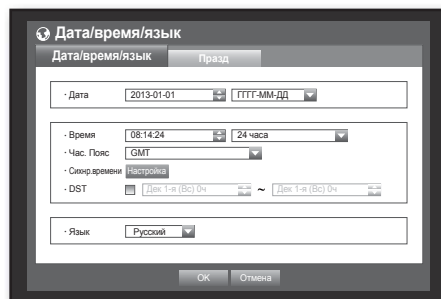 Дата/время/язык
Дата/время/язык Празд
· Дата 2013-01-01 ГГГГ-ММ-ДД
· Время 08:14:24 24 часа
· Час. Пояс GMT
· Сихнр.времени Настройка
· DST Дек 1-я (Вс) 0ч ~ Дек 1-я (Вс) 0ч
· Язык Русский
OK Отмена